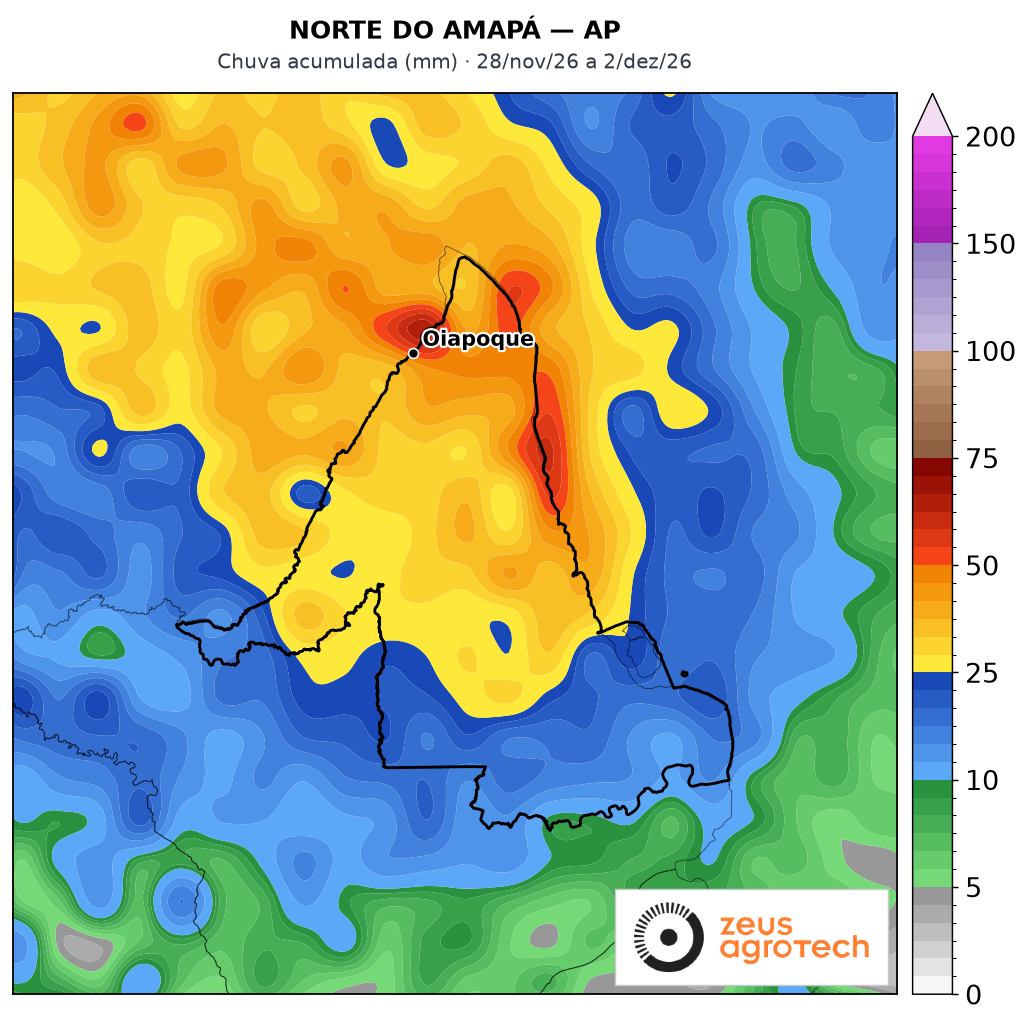 NORTE DO AMAPÁ — AP
Chuva acumulada (mm) · 28/nov/26 a 2/dez/26
200
150
100
75
50
25
10
5
0
Oiapoque
zeus
agrotech